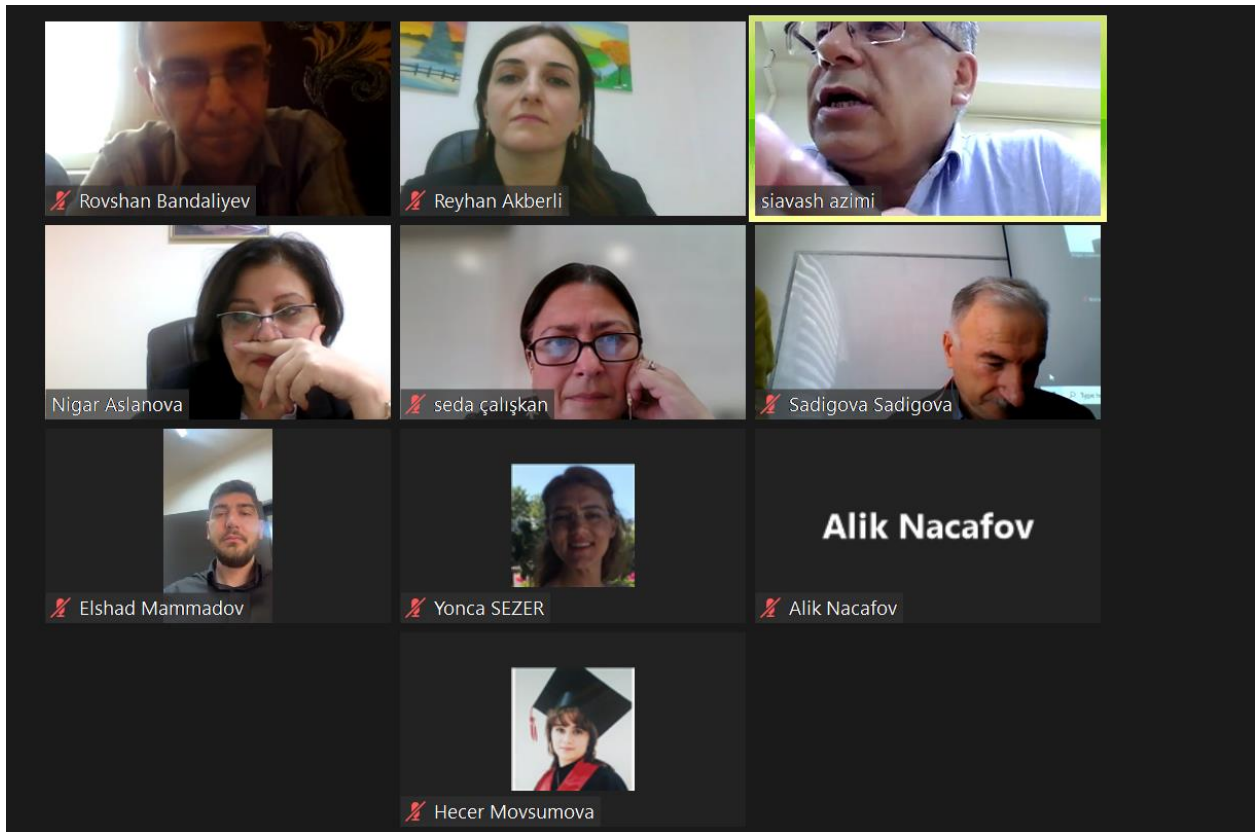 Rovshan Bandaliyev
Reyhan Akberli
siavash azimi
Nigar Aslanova
seda çalışkan
Sadigova Sadigova
Elshad Mammadov
Yonca SEZER
Alik Nacafov
Alik Nacafov
Hecer Movsumova